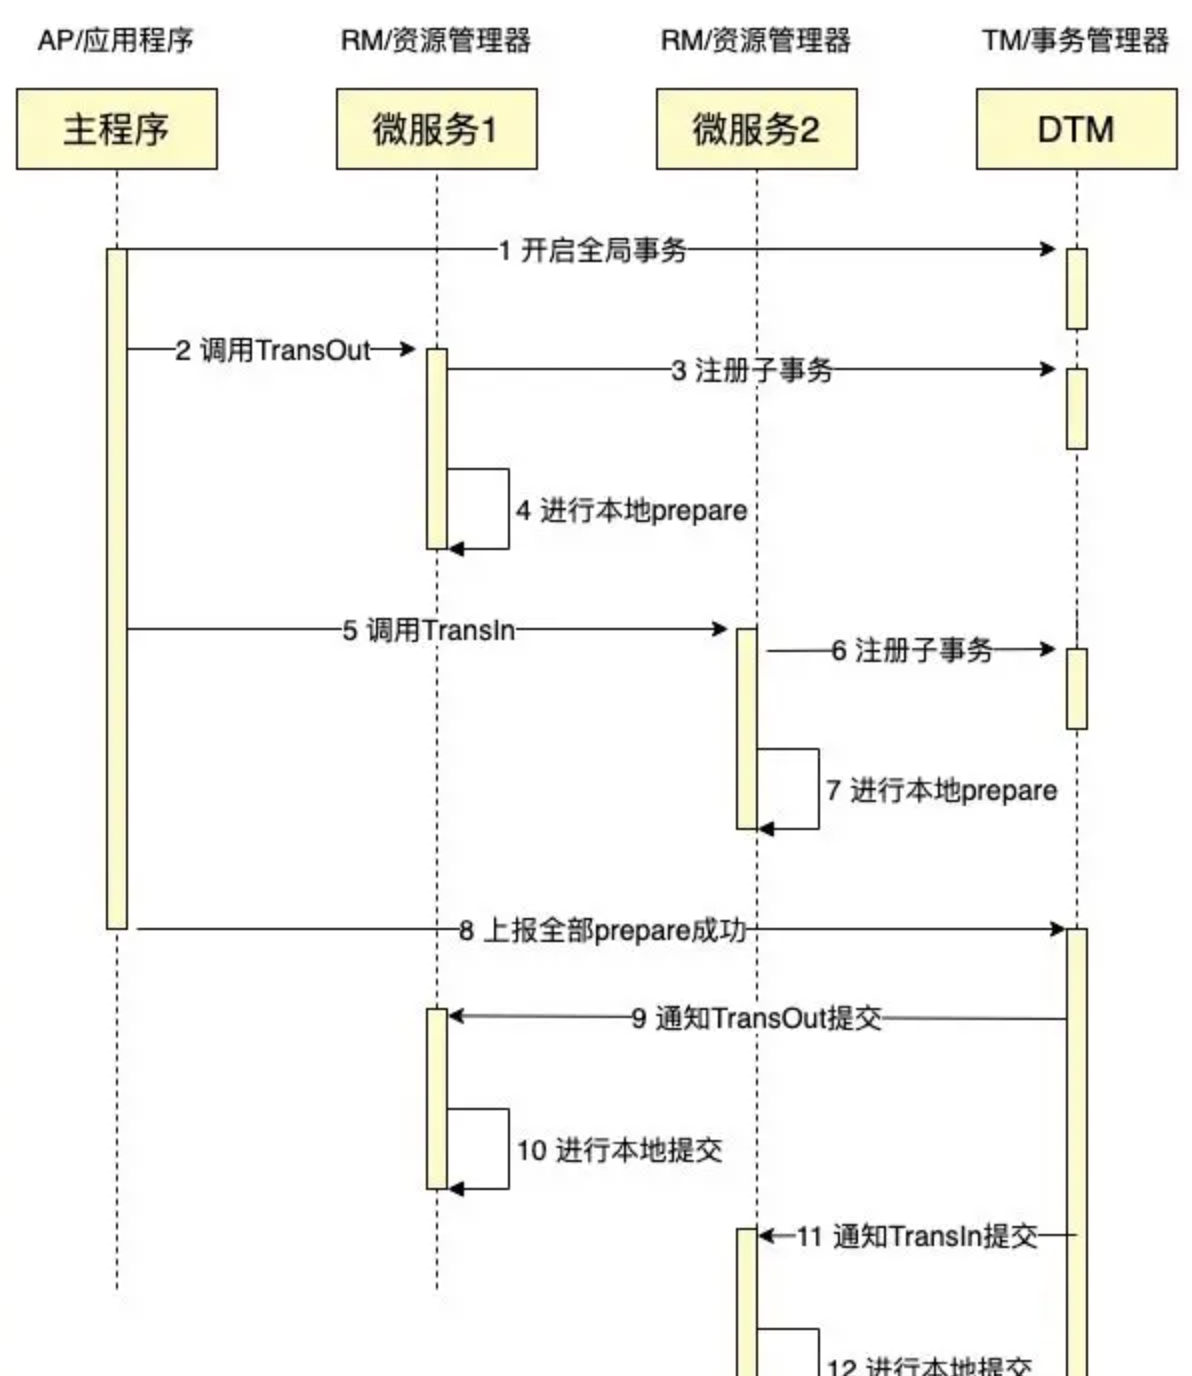 AP/应用程序
RM/资源管理器
RM/资源管理器
TM/事务管理器
主程序
微服务1
微服务2
DTM
1 开启全局事务
2 调用TransOut
3 注册子事务
4 进行本地prepare
5 调用TransIn
6 注册子事务
7 进行本地prepare
8 上报全部prepare成功
9 通知TransOut提交
10 进行本地提交
11 通知TransIn提交
12 进行本地提交